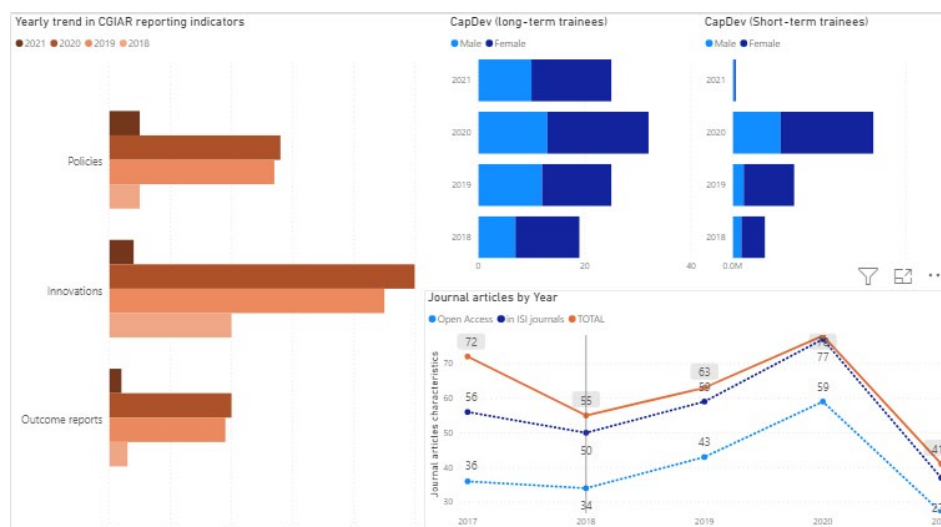 Yearly trend in CGIAR reporting indicators
2021 2020 2019 2018
Policies
Innovations
Outcome reports
CapDev (long-term trainees)
Male Female
2021
2020
2019
2018
0 20 40
CapDev (Short-term trainees)
Male Female
2021
2020
2019
2018
0.0M
Journal articles by Year
Open Access in ISI journals TOTAL
Journal articles characteristics
70
60
50
40
30
72
56
36
55
50
34
63
59
43
77
59
41
2017 2018 2019 2020